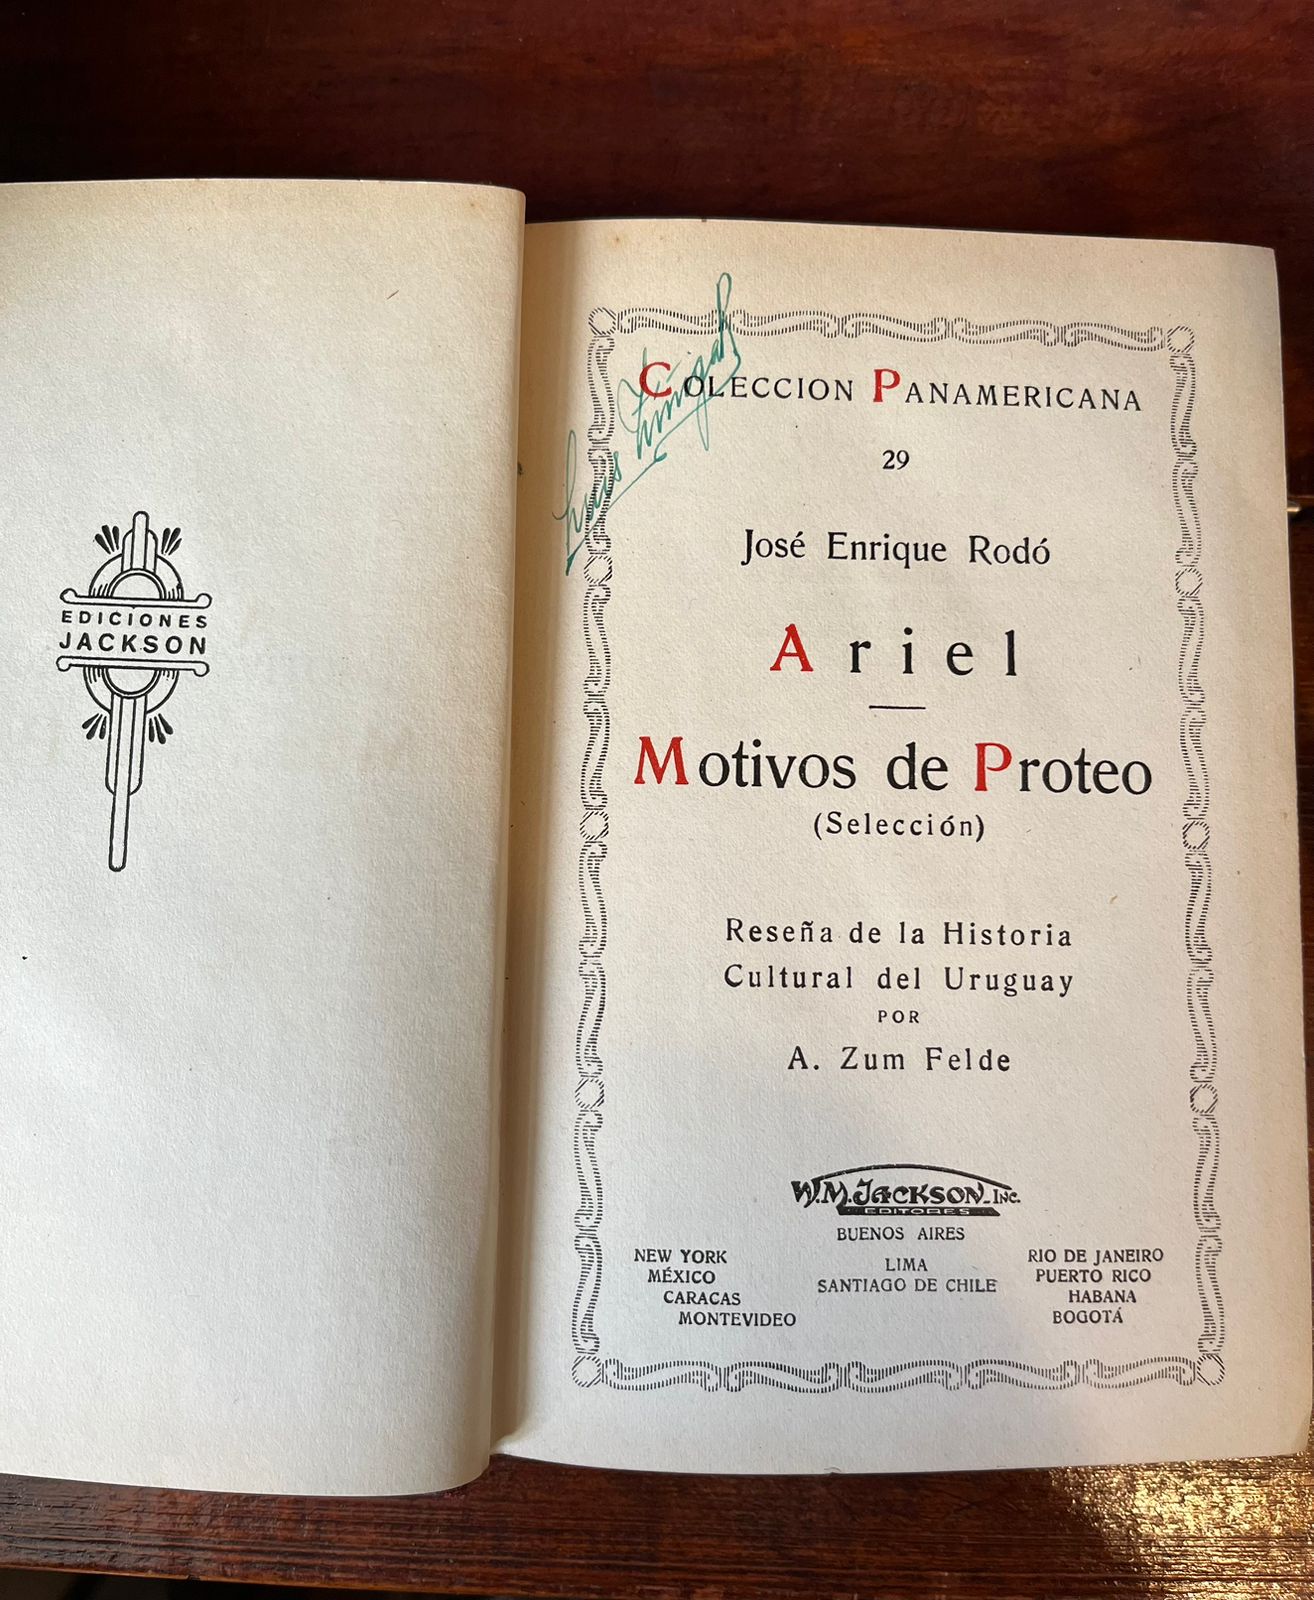 EDICIONES
JACKSON
Luis Zúñiga R
COLECCION PANAMERICANA
29
José Enrique Rodó
Ariel
Motivos de Proteo
(Selección)
Reseña de la Historia
Cultural del Uruguay
POR
A. Zum Felde
W.M. JACKSON, INC.
EDITORES
BUENOS AIRES
NEW YORK
MÉXICO
CARACAS
MONTEVIDEO
LIMA
SANTIAGO DE CHILE
RIO DE JANEIRO
PUERTO RICO
HABANA
BOGOTÁ